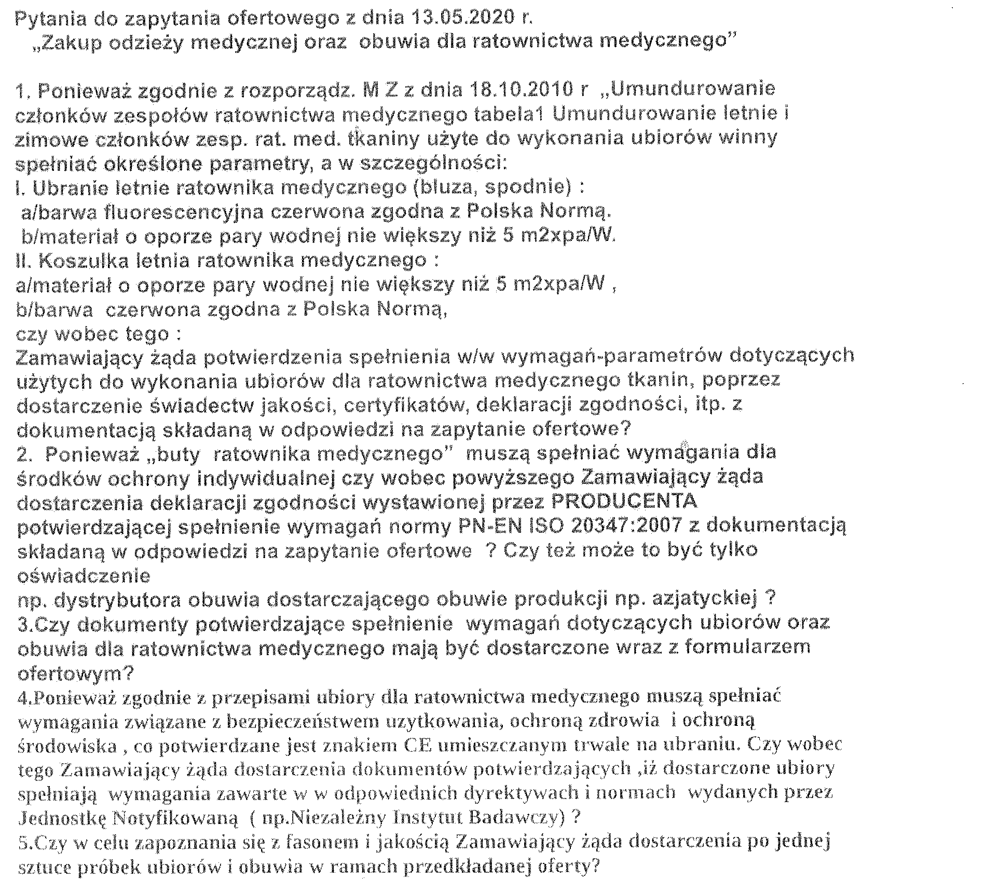 Pytania do zapytania ofertowego z dnia 13.05.2020 r.
„Zakup odzieży medycznej oraz obuwia dla ratownictwa medycznego”
1. Ponieważ zgodnie z rozporządz. M Z z dnia 18.10.2010 r „Umundurowanie
członków zespołów ratownictwa medycznego tabela1 Umundurowanie letnie i
zimowe członków zesp. rat. med. tkaniny użyte do wykonania ubiorów winny
spełniać określone parametry, a w szczególności:
I. Ubranie letnie ratownika medycznego (bluza, spodnie) :
a/barwa fluorescencyjna czerwona zgodna z Polska Normą.
b/materiał o oporze pary wodnej nie większy niż 5 m2xpa/W.
II. Koszulka letnia ratownika medycznego :
a/materiał o oporze pary wodnej nie większy niż 5 m2xpa/W ,
b/barwa czerwona zgodna z Polska Normą,
czy wobec tego :
Zamawiający żąda potwierdzenia spełnienia w/w wymagań-parametrów dotyczących
użytych do wykonania ubiorów dla ratownictwa medycznego tkanin, poprzez
dostarczenie świadectw jakości, certyfikatów, deklaracji zgodności, itp. z
dokumentacją składaną w odpowiedzi na zapytanie ofertowe?
2. Ponieważ „buty ratownika medycznego” muszą spełniać wymagania dla
środków ochrony indywidualnej czy wobec powyższego Zamawiający żąda
dostarczenia deklaracji zgodności wystawionej przez PRODUCENTA
potwierdzającej spełnienie wymagań normy PN-EN ISO 20347:2007 z dokumentacją
składaną w odpowiedzi na zapytanie ofertowe ? Czy też może to być tylko
oświadczenie
np. dystrybutora obuwia dostarczającego obuwie produkcji np. azjatyckiej ?
3.Czy dokumenty potwierdzające spełnienie wymagań dotyczących ubiorów oraz
obuwia dla ratownictwa medycznego mają być dostarczone wraz z formularzem
ofertowym?
4.Ponieważ zgodnie z przepisami ubiory dla ratownictwa medycznego muszą spełniać
wymagania związane z bezpieczeństwem uzytkowania, ochroną zdrowia i ochroną
środowiska , co potwierdzane jest znakiem CE umieszczanym trwale na ubraniu. Czy wobec
tego Zamawiający żąda dostarczenia dokumentów potwierdzających ,iż dostarczone ubiory
spełniają wymagania zawarte w w odpowiednich dyrektywach i normach wydanych przez
Jednostkę Notyfikowaną ( np.Niezależny Instytut Badawczy) ?
5.Czy w celu zapoznania się z fasonem i jakością Zamawiający żąda dostarczenia po jednej
sztuce próbek ubiorów i obuwia w ramach przedkładanej oferty?